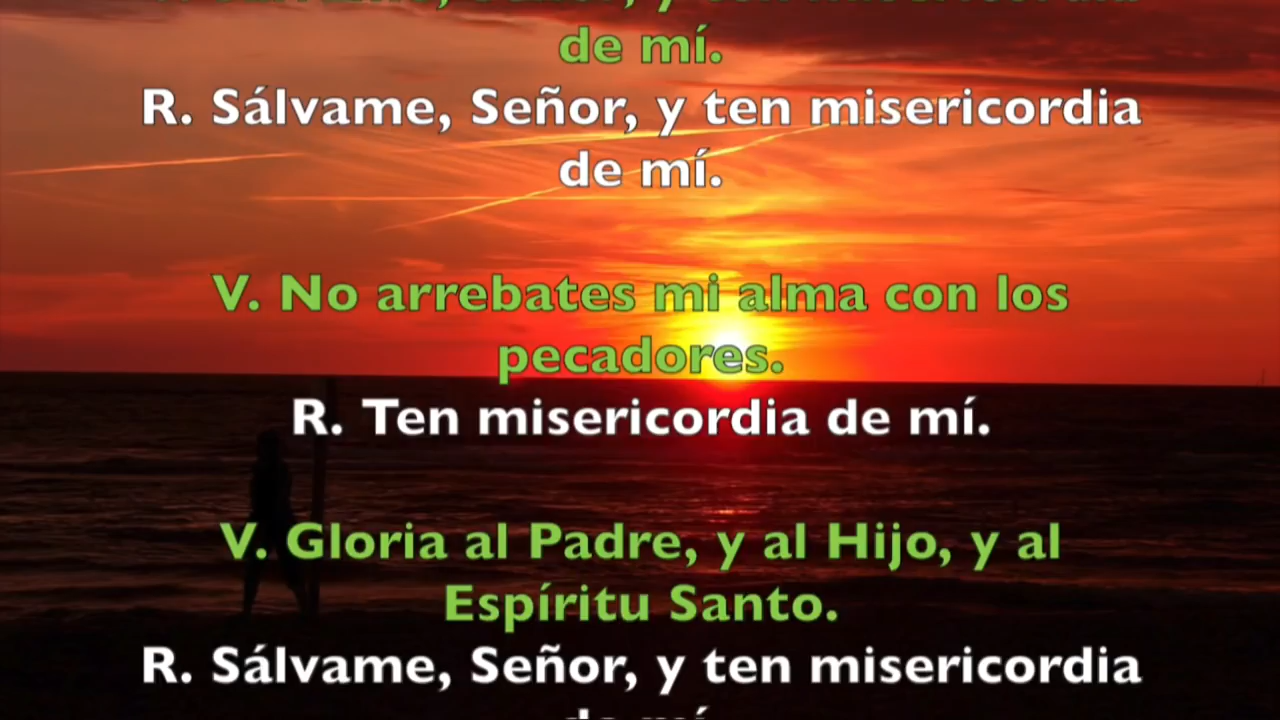 de mí.
R. Sálvame, Señor, y ten misericordia
de mí.
V. No arrebates mi alma con los
pecadores.
R. Ten misericordia de mí.
V. Gloria al Padre, y al Hijo, y al
Espíritu Santo.
R. Sálvame, Señor, y ten misericordia